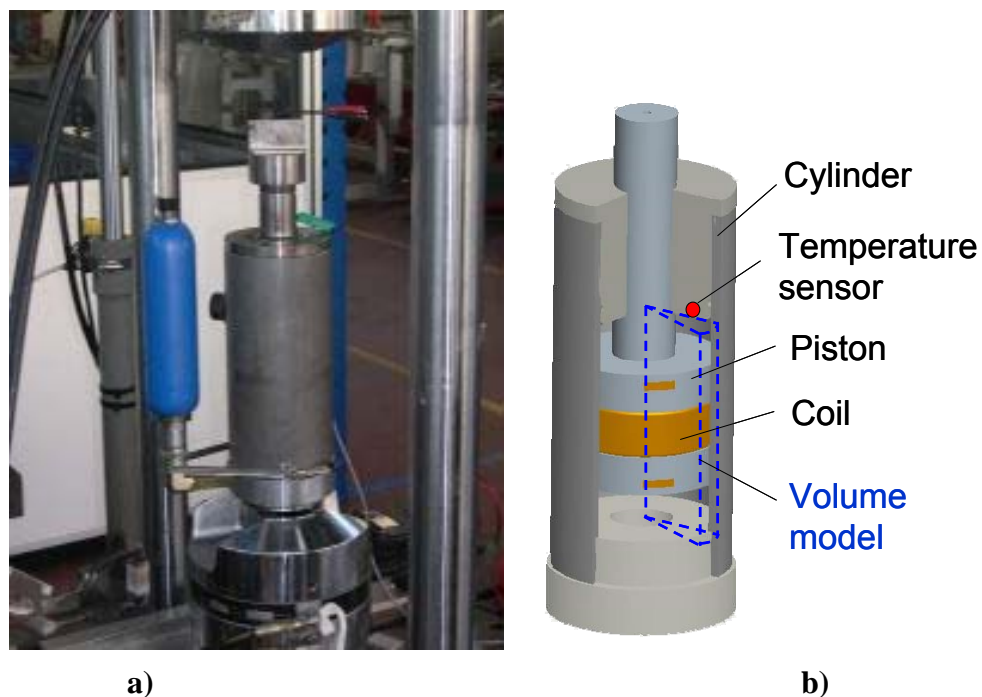 Cylinder
Temperature
sensor
Piston
Coil
Volume
model
a)
b)